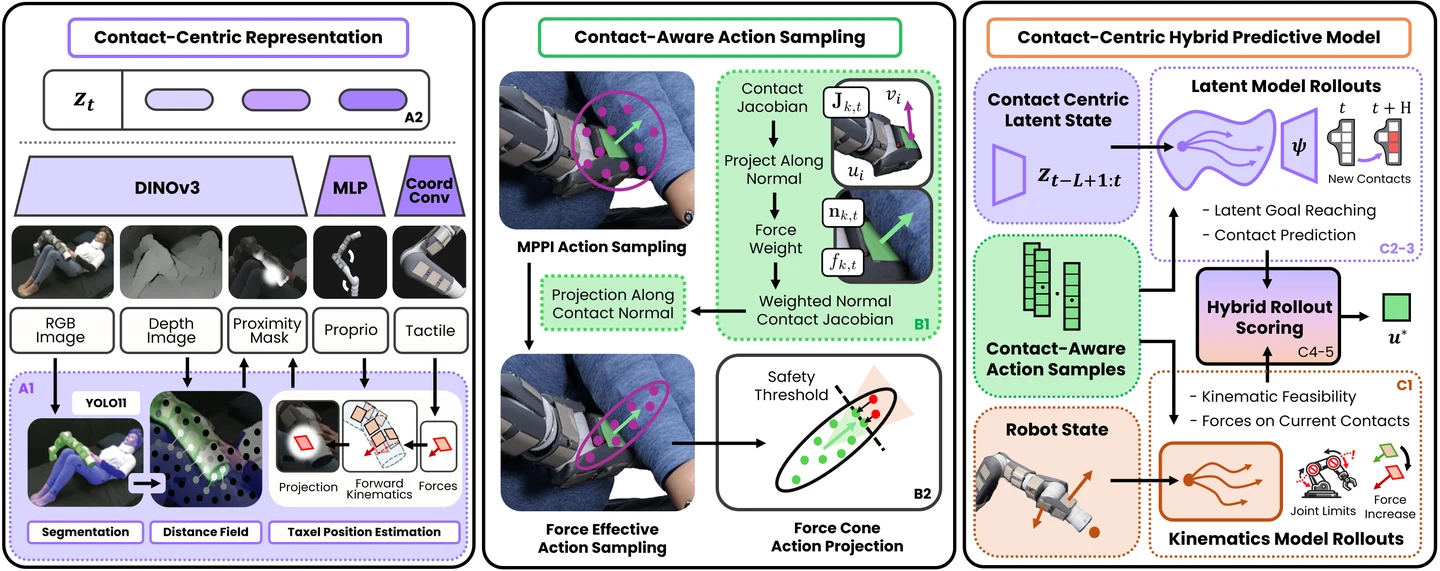 Contact-Centric Representation
Z_t
A2
DINOv3
MLP
Coord
Conv
RGB
Image
Depth
Image
Proximity
Mask
Proprio
Tactile
A1
YOLO11
Projection
Forward
Kinematics
Forces
Segmentation
Distance Field
Taxel Position Estimation
Contact-Aware Action Sampling
MPPI Action Sampling
Contact
Jacobian
Project Along
Normal
Force
Weight
Weighted Normal
Contact Jacobian
J_{k,t}
v_i
u_i
n_{k,t}
f_{k,t}
B1
Projection Along
Contact Normal
Force Effective
Action Sampling
Safety
Threshold
B2
Force Cone
Action Projection
Contact-Centric Hybrid Predictive Model
Contact Centric
Latent State
Z_{t-L+1:t}
Latent Model Rollouts
ψ
t
t + H
New Contacts
- Latent Goal Reaching
- Contact Prediction
C2-3
Contact-Aware
Action Samples
Hybrid Rollout
Scoring
C4-5
u*
C1
- Kinematic Feasibility
- Forces on Current Contacts
Robot State
Joint Limits
Force
Increase
Kinematics Model Rollouts